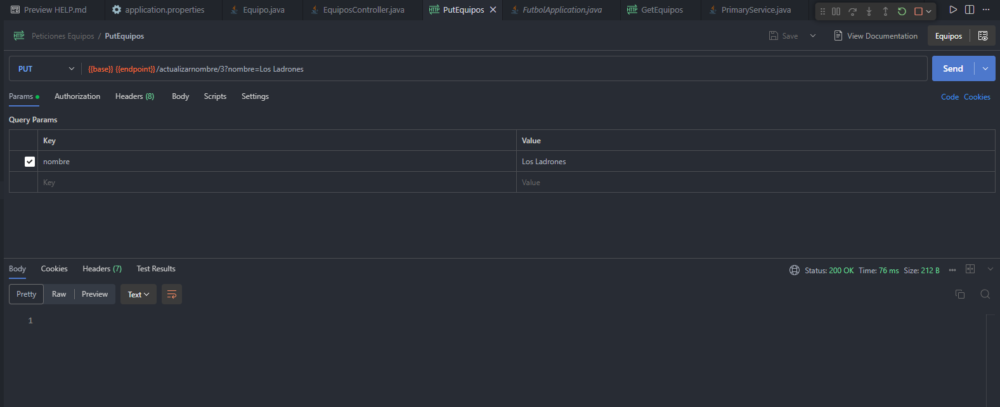 Preview HELP.md application.properties Equipo.java EquiposController.java HTTP PutEquipos FutbolApplication.java HTTP GetEquipos PrimaryService.java
HTTP Peticiones Equipos / PutEquipos Save View Documentation Equipos
PUT {{base}} {{endpoint}}/actualizarnombre/3?nombre=Los Ladrones Send
Params Authorization Headers (8) Body Scripts Settings Code Cookies
Query Params
Key Value
nombre Los Ladrones
Key Value
Body Cookies Headers (7) Test Results Status: 200 OK Time: 76 ms Size: 212 B
Pretty Raw Preview Text
1